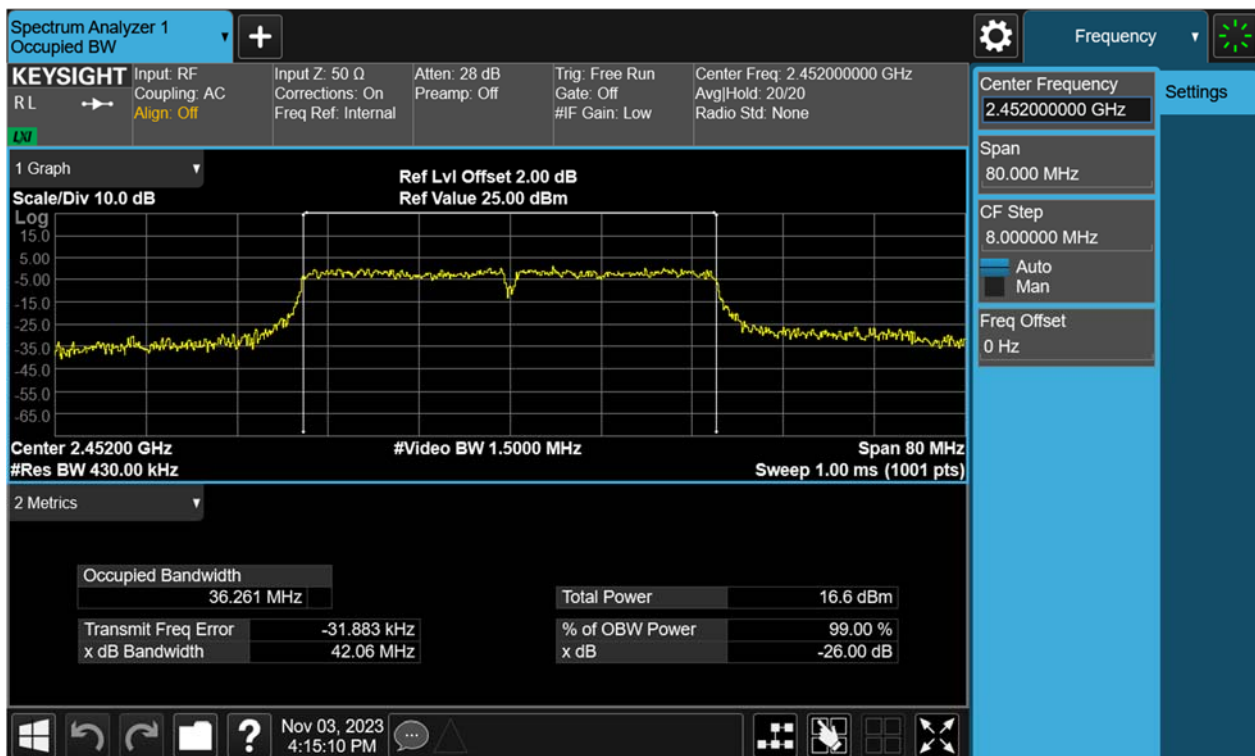 Spectrum Analyzer 1
Occupied BW
+
Frequency
KEYSIGHT
R L
LXI
Input: RF
Coupling: AC
Align: Off
Input Z: 50 Ω
Corrections: On
Freq Ref: Internal
Atten: 28 dB
Preamp: Off
Trig: Free Run
Gate: Off
#IF Gain: Low
Center Freq: 2.452000000 GHz
Avg|Hold: 20/20
Radio Std: None
Center Frequency
2.452000000 GHz
Settings
Span
80.000 MHz
CF Step
8.000000 MHz
Auto
Man
Freq Offset
0 Hz
1 Graph
Scale/Div 10.0 dB
Ref Lvl Offset 2.00 dB
Ref Value 25.00 dBm
Log
15.0
5.00
-5.00
-15.0
-25.0
-35.0
-45.0
-55.0
-65.0
Center 2.45200 GHz
#Video BW 1.5000 MHz
Span 80 MHz
#Res BW 430.00 kHz
Sweep 1.00 ms (1001 pts)
2 Metrics
Occupied Bandwidth
36.261 MHz
Total Power 16.6 dBm
Transmit Freq Error -31.883 kHz
% of OBW Power 99.00 %
x dB Bandwidth 42.06 MHz
x dB -26.00 dB
?
Nov 03, 2023
4:15:10 PM